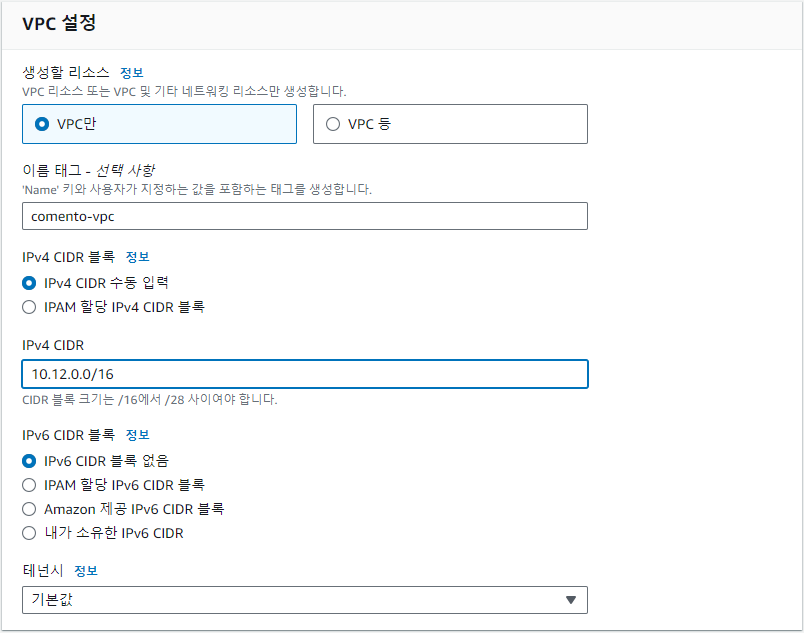 VPC 설정
생성할 리소스 정보
VPC 리소스 또는 VPC 및 기타 네트워킹 리소스만 생성합니다.
VPC만 VPC 등
이름 태그 - 선택 사항
'Name' 키와 사용자가 지정하는 값을 포함하는 태그를 생성합니다.
comento-vpc
IPv4 CIDR 블록 정보
IPv4 CIDR 수동 입력
IPAM 할당 IPv4 CIDR 블록
IPv4 CIDR
10.12.0.0/16
CIDR 블록 크기는 /16에서 /28 사이여야 합니다.
IPv6 CIDR 블록 정보
IPv6 CIDR 블록 없음
IPAM 할당 IPv6 CIDR 블록
Amazon 제공 IPv6 CIDR 블록
내가 소유한 IPv6 CIDR
테넌시 정보
기본값